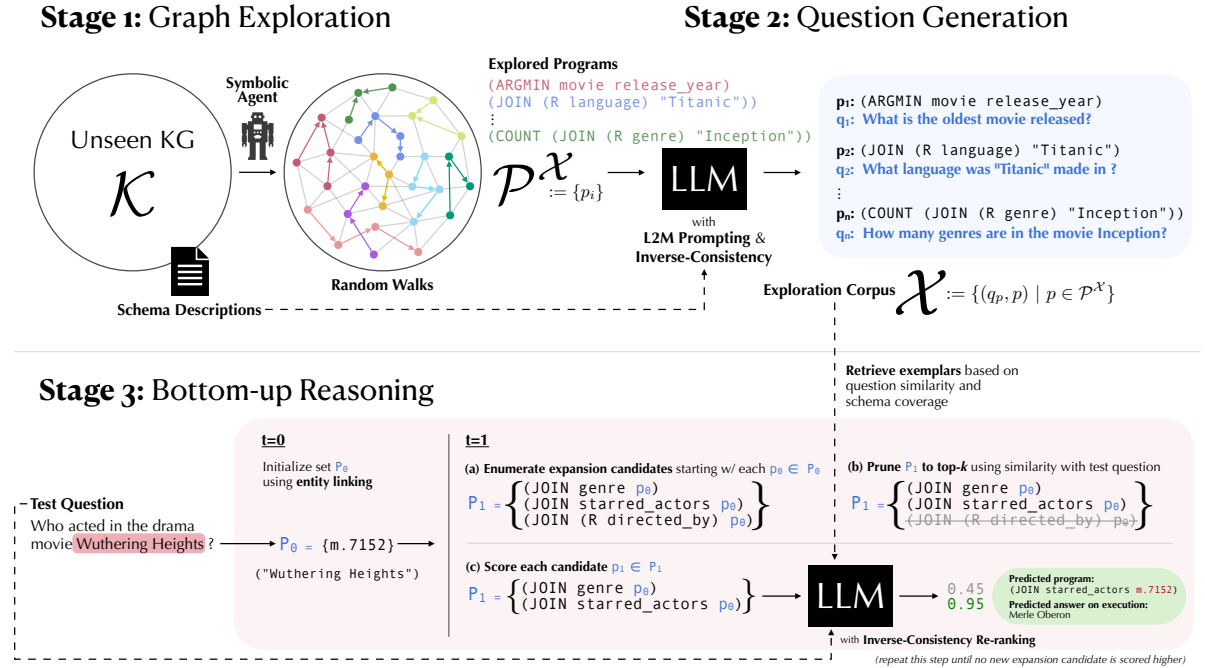 Stage 1: Graph Exploration
Stage 2: Question Generation
Unseen KG
K
Symbolic
Agent
Schema Descriptions
Random Walks
Explored Programs
(ARGMIN movie release_year)
(JOIN (R language) "Titanic"))
⋮
(COUNT (JOIN (R genre) "Inception"))
P^X := {p_i}
LLM
with
L2M Prompting &
Inverse-Consistency
p₁: (ARGMIN movie release_year)
q₁: What is the oldest movie released?
p₂: (JOIN (R language) "Titanic")
q₂: What language was "Titanic" made in ?
⋮
pₙ: (COUNT (JOIN (R genre) "Inception"))
qₙ: How many genres are in the movie Inception?
Exploration Corpus X := {(q_p, p) | p ∈ P^X}
Retrieve exemplars based on
question similarity and
schema coverage
Stage 3: Bottom-up Reasoning
Test Question
Who acted in the drama
movie Wuthering Heights ?
t=0
Initialize set P₀
using entity linking
P₀ = {m.7152}
("Wuthering Heights")
t=1
(a) Enumerate expansion candidates starting w/ each p₀ ∈ P₀
P₁ = {(JOIN genre p₀)
(JOIN starred_actors p₀)
(JOIN (R directed_by) p₀)}
(b) Prune P₁ to top-k using similarity with test question
P₁ = {(JOIN genre p₀)
(JOIN starred_actors p₀)
(JOIN (R directed_by) p₀)}
(c) Score each candidate p₁ ∈ P₁
P₁ = {(JOIN genre p₀)
(JOIN starred_actors p₀)}
LLM
with Inverse-Consistency Re-ranking
0.45
0.95
Predicted program:
(JOIN starred_actors m.7152)
Predicted answer on execution:
Merle Oberon
(repeat this step until no new expansion candidate is scored higher)